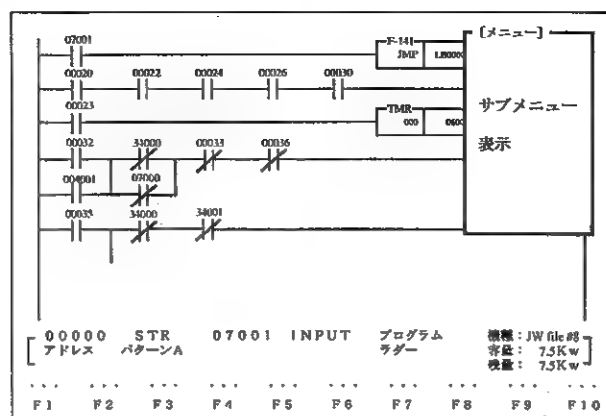 07001
F-141
JMP
[メニュー]
00020 00022 00024 00026 00030
サブメニュー
00023
TMR
000
表示
00032 34000 00033 00036
004001 07000
00035 34000 34001
00000 STR 07001 INPUT プログラム 機種:JW file #8
アドレス パターンA ラダー 容量: 7.5Kw
残量: 7.5Kw
F1 F2 F3 F4 F5 F6 F7 F8 F9 F10